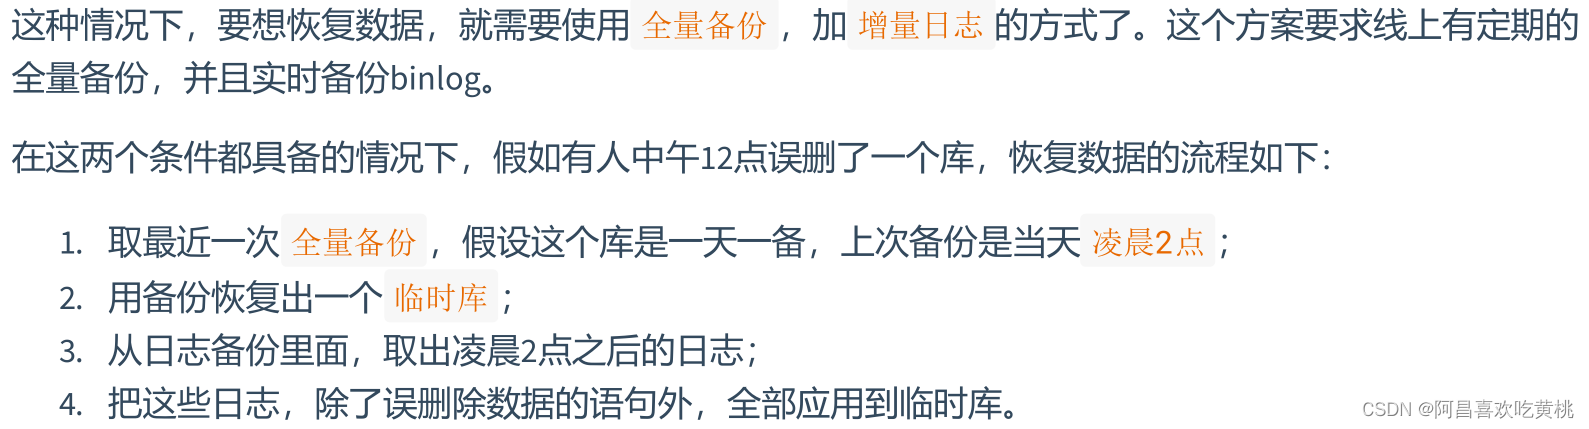 这种情况下，要想恢复数据，就需要使用 全量备份 ，加 增量日志 的方式了。这个方案要求线上有定期的
全量备份，并且实时备份binlog。
在这两个条件都具备的情况下，假如有人中午12点误删了一个库，恢复数据的流程如下：
1. 取最近一次 全量备份 ，假设这个库是一天一备，上次备份是当天 凌晨2点 ；
2. 用备份恢复出一个 临时库 ；
3. 从日志备份里面，取出凌晨2点之后的日志；
4. 把这些日志，除了误删除数据的语句外，全部应用到临时库。
CSDN @阿昌喜欢吃黄桃